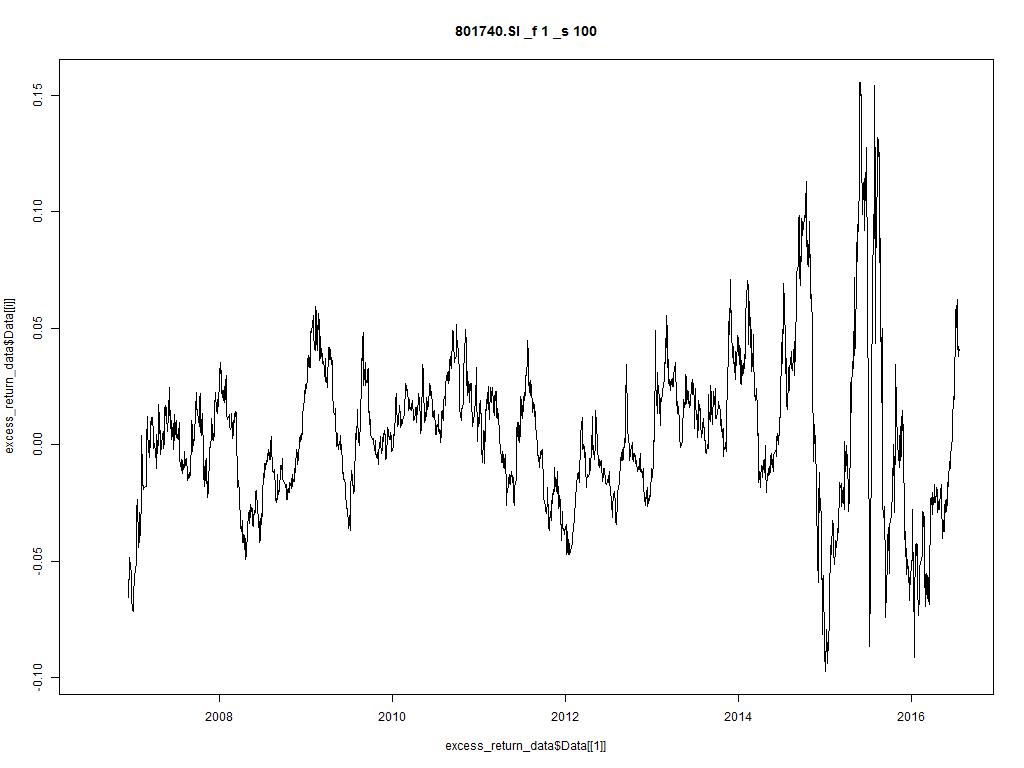 801740.SI _f 1 _s 100
excess_return_data$Data[[i]]
0.15
0.10
0.05
0.00
-0.05
-0.10
2008 2010 2012 2014 2016
excess_return_data$Data[[1]]